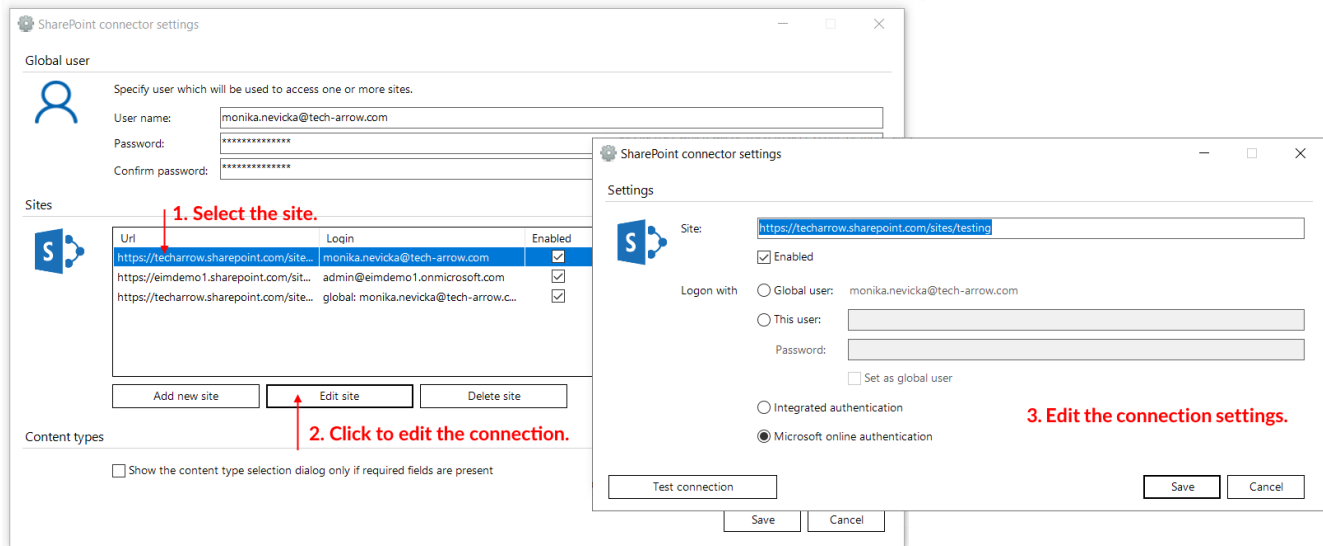 SharePoint connector settings
Global user
Specify user which will be used to access one or more sites.
User name: monika.nevicka@tech-arrow.com
Password: **************
Confirm password: **************
Sites
1. Select the site.
Url Login Enabled
https://techarrow.sharepoint.com/site... monika.nevicka@tech-arrow.com
https://eimdemo1.sharepoint.com/sit... admin@eimdemo1.onmicrosoft.com
https://techarrow.sharepoint.com/site... global: monika.nevicka@tech-arrow.c...
Add new site Edit site Delete site
2. Click to edit the connection.
Content types
Show the content type selection dialog only if required fields are present
Save Cancel
SharePoint connector settings
Settings
Site: https://techarrow.sharepoint.com/sites/testing
Enabled
Logon with Global user: monika.nevicka@tech-arrow.com
This user:
Password:
Set as global user
Integrated authentication
3. Edit the connection settings.
Microsoft online authentication
Test connection Save Cancel